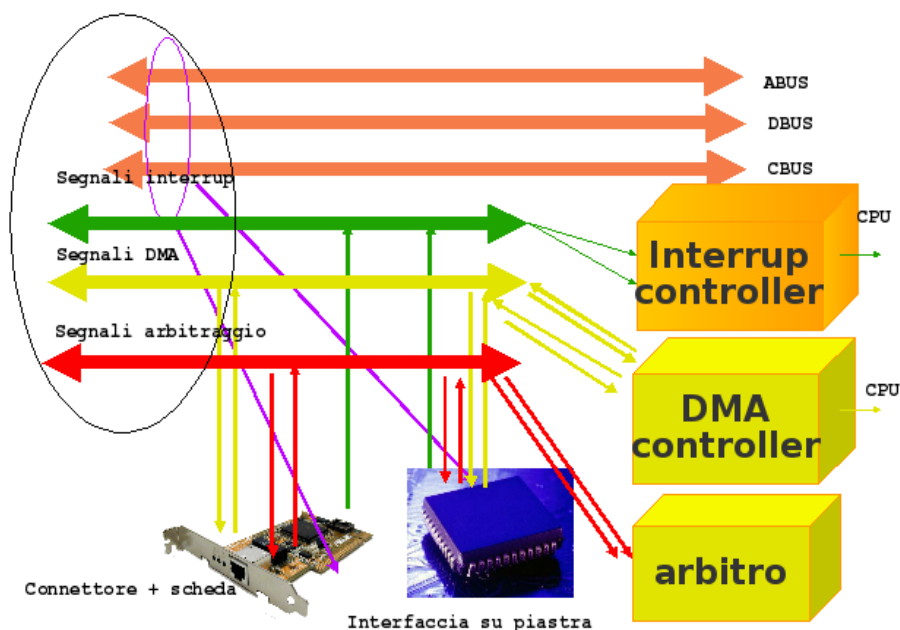 ABUS
DBUS
CBUS
Segnali interrup
CPU
Interrup
controller
Segnali DMA
Segnali arbitraggio
CPU
DMA
controller
arbitro
Connettore + scheda
Interfaccia su piastra